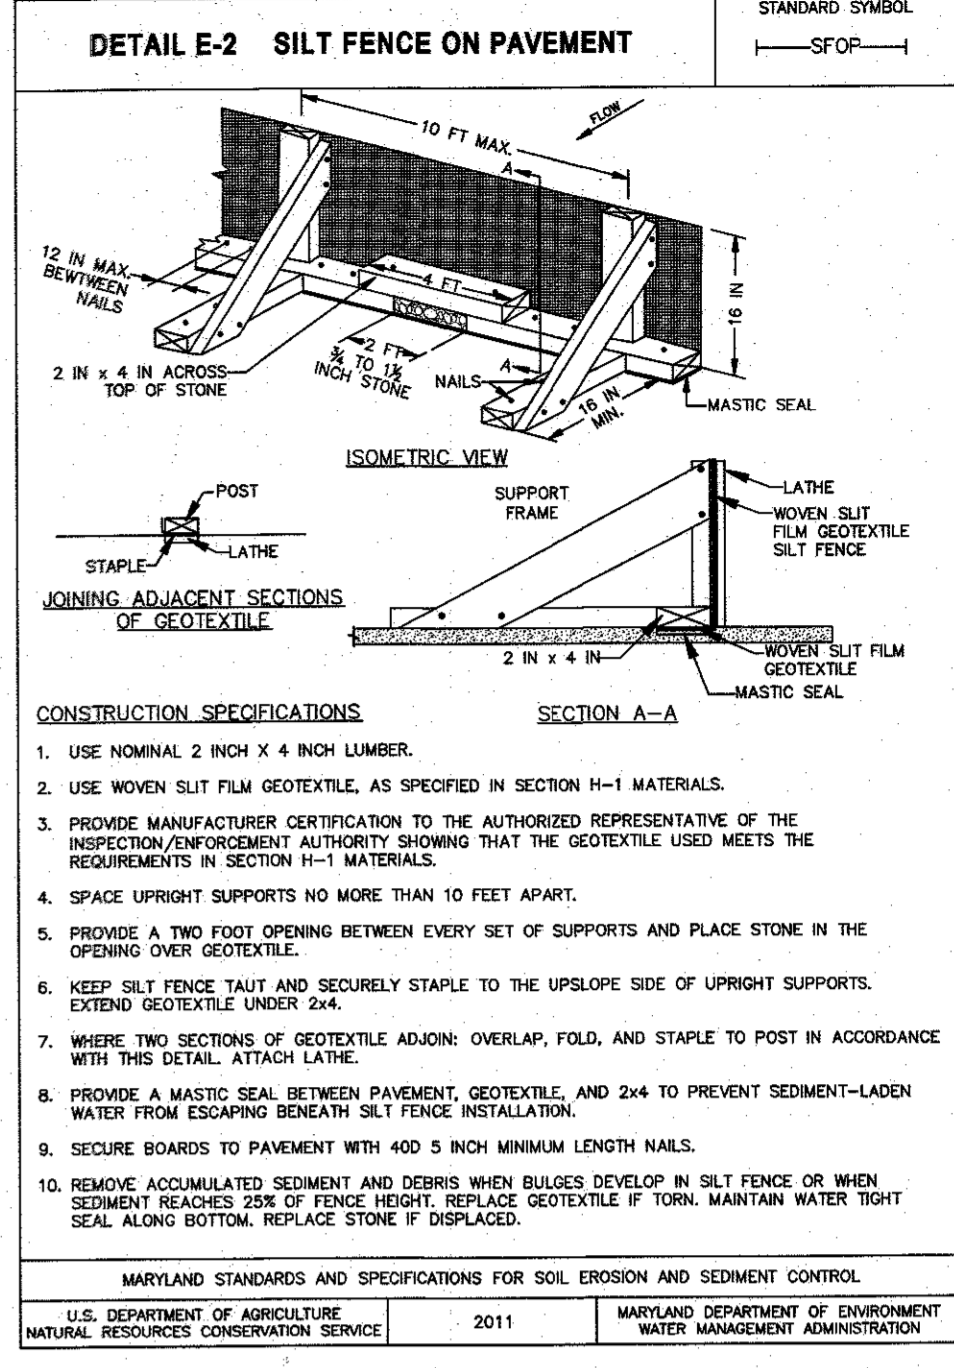 STANDARD SYMBOL
DETAIL E-2 SILT FENCE ON PAVEMENT
SFOP
FLOW
10 FT MAX.
A
12 IN MAX.
BEWTWEEN
NAILS
4 FT
16 IN
2 FT
¾ TO 1½
INCH STONE
2 IN x 4 IN ACROSS
TOP OF STONE
A
NAILS
16 IN
MIN.
MASTIC SEAL
ISOMETRIC VIEW
POST
STAPLE
LATHE
JOINING ADJACENT SECTIONS
OF GEOTEXTILE
SUPPORT
FRAME
LATHE
WOVEN SLIT
FILM GEOTEXTILE
SILT FENCE
2 IN x 4 IN
WOVEN SLIT FILM
GEOTEXTILE
MASTIC SEAL
SECTION A-A
CONSTRUCTION SPECIFICATIONS
1. USE NOMINAL 2 INCH X 4 INCH LUMBER.
2. USE WOVEN SLIT FILM GEOTEXTILE, AS SPECIFIED IN SECTION H-1 MATERIALS.
3. PROVIDE MANUFACTURER CERTIFICATION TO THE AUTHORIZED REPRESENTATIVE OF THE
INSPECTION/ENFORCEMENT AUTHORITY SHOWING THAT THE GEOTEXTILE USED MEETS THE
REQUIREMENTS IN SECTION H-1 MATERIALS.
4. SPACE UPRIGHT SUPPORTS NO MORE THAN 10 FEET APART.
5. PROVIDE A TWO FOOT OPENING BETWEEN EVERY SET OF SUPPORTS AND PLACE STONE IN THE
OPENING OVER GEOTEXTILE.
6. KEEP SILT FENCE TAUT AND SECURELY STAPLE TO THE UPSLOPE SIDE OF UPRIGHT SUPPORTS.
EXTEND GEOTEXTILE UNDER 2x4.
7. WHERE TWO SECTIONS OF GEOTEXTILE ADJOIN: OVERLAP, FOLD, AND STAPLE TO POST IN ACCORDANCE
WITH THIS DETAIL. ATTACH LATHE.
8. PROVIDE A MASTIC SEAL BETWEEN PAVEMENT, GEOTEXTILE, AND 2x4 TO PREVENT SEDIMENT-LADEN
WATER FROM ESCAPING BENEATH SILT FENCE INSTALLATION.
9. SECURE BOARDS TO PAVEMENT WITH 40D 5 INCH MINIMUM LENGTH NAILS.
10. REMOVE ACCUMULATED SEDIMENT AND DEBRIS WHEN BULGES DEVELOP IN SILT FENCE OR WHEN
SEDIMENT REACHES 25% OF FENCE HEIGHT. REPLACE GEOTEXTILE IF TORN. MAINTAIN WATER TIGHT
SEAL ALONG BOTTOM. REPLACE STONE IF DISPLACED.
MARYLAND STANDARDS AND SPECIFICATIONS FOR SOIL EROSION AND SEDIMENT CONTROL
U.S. DEPARTMENT OF AGRICULTURE
NATURAL RESOURCES CONSERVATION SERVICE
2011
MARYLAND DEPARTMENT OF ENVIRONMENT
WATER MANAGEMENT ADMINISTRATION